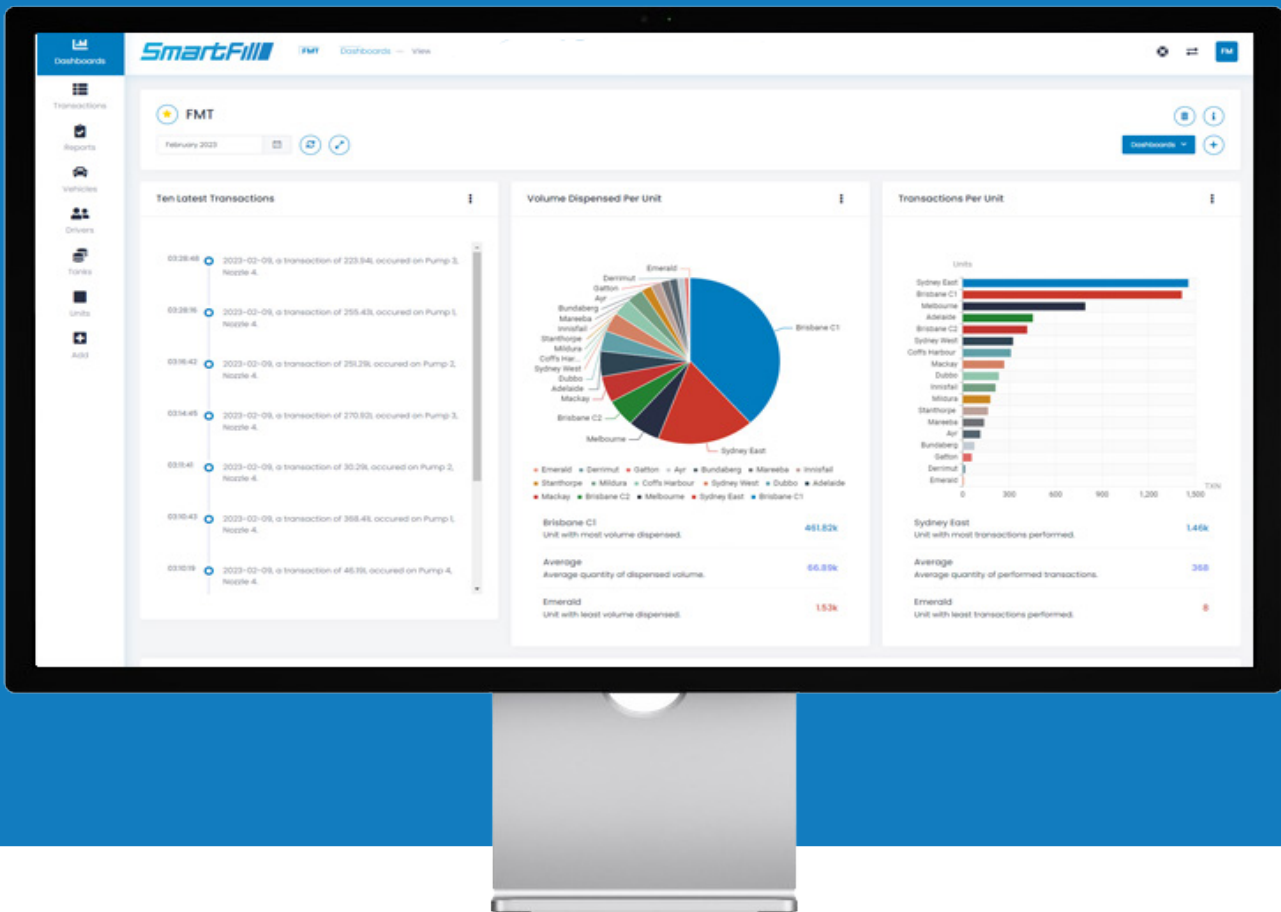 Dashboards
SmartFill
FMT Dashboards — View
FM
Transactions
Reports
Vehicles
Drivers
Tanks
Units
Add
FMT
February 2023
Dashboards
Ten Latest Transactions
03:28:48 2023-02-09, a transaction of 223.94L occured on Pump 3,
Nozzle 4.
03:28:16 2023-02-09, a transaction of 255.43L occured on Pump 1,
Nozzle 4.
03:16:42 2023-02-09, a transaction of 251.29L occured on Pump 2,
Nozzle 4.
03:14:45 2023-02-09, a transaction of 270.92L occured on Pump 3,
Nozzle 4.
03:11:41 2023-02-09, a transaction of 30.29L occured on Pump 2,
Nozzle 4.
03:10:43 2023-02-09, a transaction of 368.41L occured on Pump 1,
Nozzle 4.
03:10:19 2023-02-09, a transaction of 46.19L occured on Pump 4,
Nozzle 4.
Volume Dispensed Per Unit
Emerald
Derrimut
Gatton
Ayr
Bundaberg
Mareeba
Innisfail
Stanthorpe
Mildura
Coffs Har...
Sydney West
Dubbo
Adelaide
Mackay
Brisbane C2
Melbourne
Sydney East
Brisbane C1
Emerald Derrimut Gatton Ayr Bundaberg Mareeba Innisfail
Stanthorpe Mildura Coffs Harbour Sydney West Dubbo Adelaide
Mackay Brisbane C2 Melbourne Sydney East Brisbane C1
Brisbane C1
Unit with most volume dispensed.
461.82k
Average
Average quantity of dispensed volume.
66.89k
Emerald
Unit with least volume dispensed.
1.53k
Transactions Per Unit
Units
Sydney East
Brisbane C1
Melbourne
Adelaide
Brisbane C2
Sydney West
Coffs Harbour
Mackay
Dubbo
Innisfail
Mildura
Stanthorpe
Mareeba
Ayr
Bundaberg
Gatton
Derrimut
Emerald
TXN
0 300 600 900 1,200 1,500
Sydney East
Unit with most transactions performed.
1.46k
Average
Average quantity of performed transactions.
368
Emerald
Unit with least transactions performed.
8